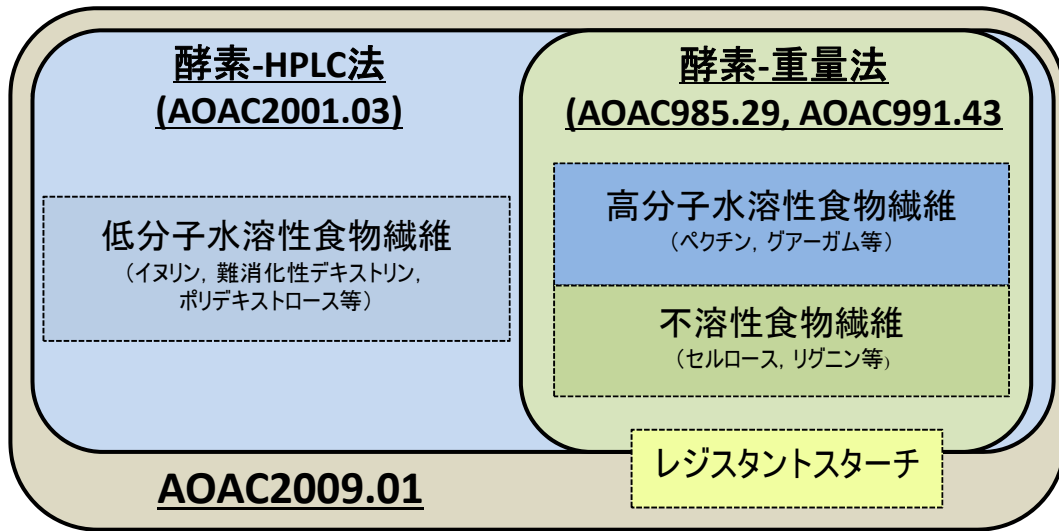 酵素-HPLC法
(AOAC2001.03)
酵素-重量法
(AOAC985.29, AOAC991.43
低分子水溶性食物繊維
（イヌリン, 難消化性デキストリン,
ポリデキストロース等）
高分子水溶性食物繊維
（ペクチン, グアーガム等）
不溶性食物繊維
（セルロース, リグニン等)
レジスタントスターチ
AOAC2009.01